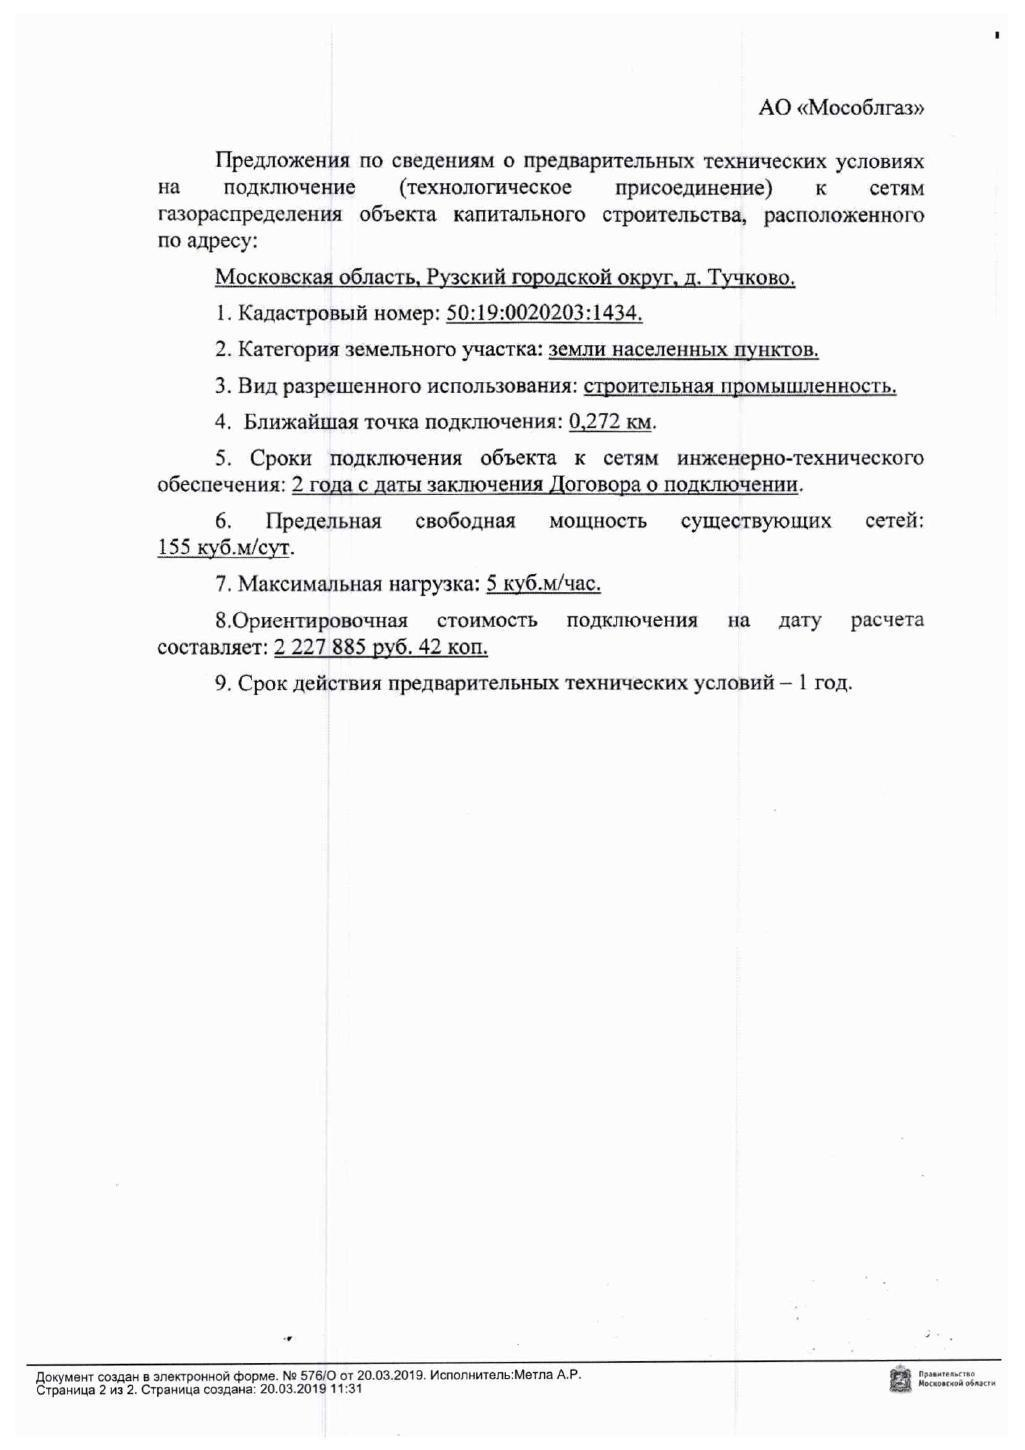 АО «Мособлгаз»
Предложения по сведениям о предварительных технических условиях
на подключение (технологическое присоединение) к сетям
газораспределения объекта капитального строительства, расположенного
по адресу:
Московская область, Рузский городской округ, д. Тучково.
1. Кадастровый номер: 50:19:0020203:1434.
2. Категория земельного участка: земли населенных пунктов.
3. Вид разрешенного использования: строительная промышленность.
4. Ближайшая точка подключения: 0,272 км.
5. Сроки подключения объекта к сетям инженерно-технического
обеспечения: 2 года с даты заключения Договора о подключении.
6. Предельная свободная мощность существующих сетей:
155 куб.м/сут.
7. Максимальная нагрузка: 5 куб.м/час.
8.Ориентировочная стоимость подключения на дату расчета
составляет: 2 227 885 руб. 42 коп.
9. Срок действия предварительных технических условий – 1 год.
Документ создан в электронной форме. № 576/О от 20.03.2019. Исполнитель:Метла А.Р.
Страница 2 из 2. Страница создана: 20.03.2019 11:31
Правительство
Московской области